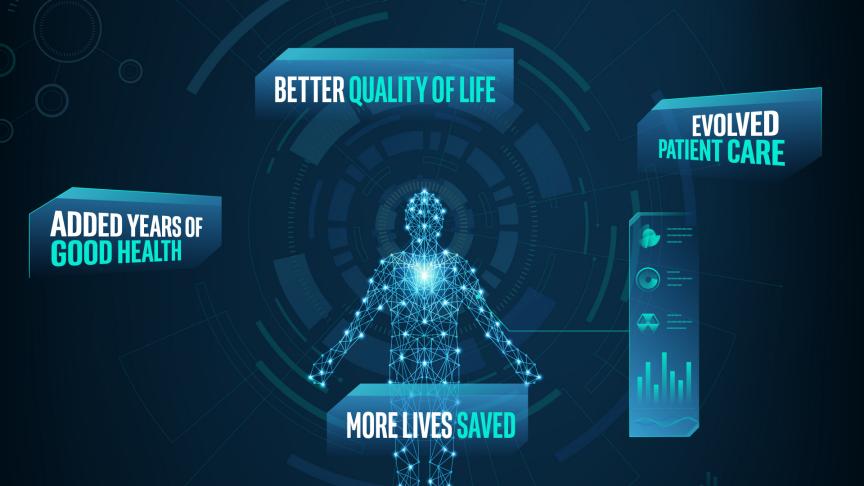 BETTER QUALITY OF LIFE
EVOLVED
PATIENT CARE
ADDED YEARS OF
GOOD HEALTH
MORE LIVES SAVED